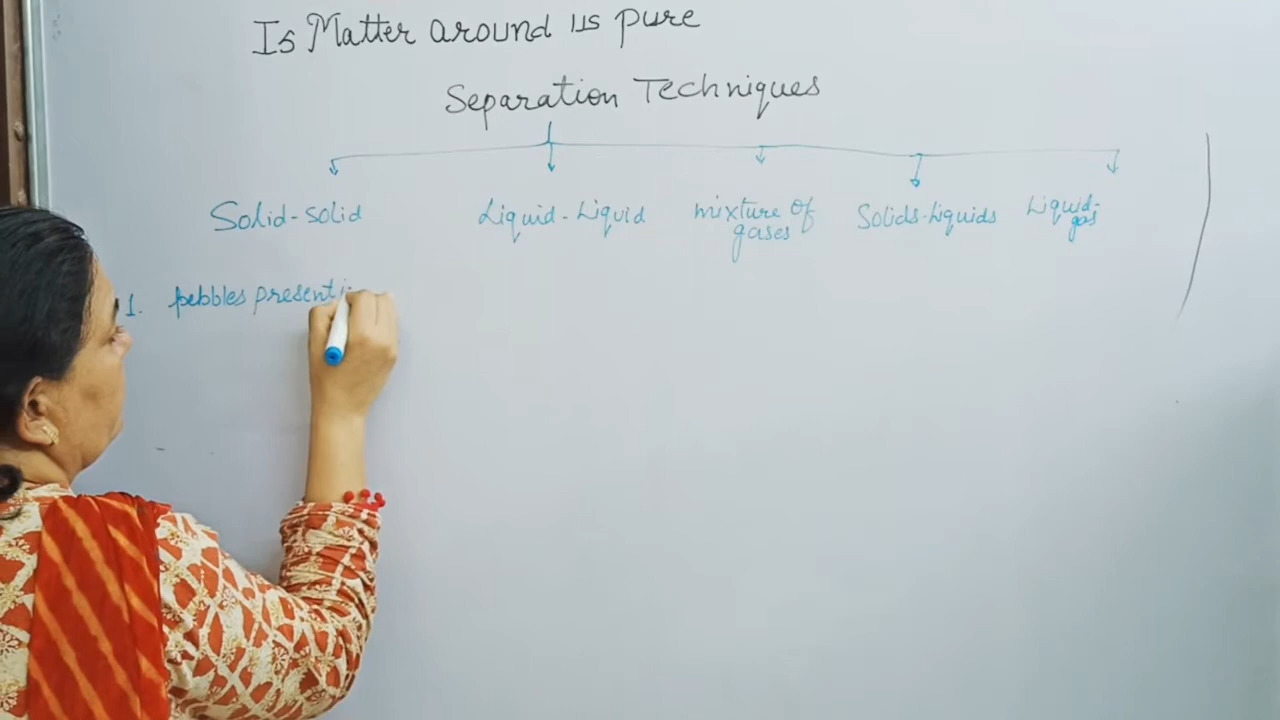 Is Matter around us pure
Separation Techniques
Solid-solid
Liquid-Liquid
mixture of
gases
Solids-Liquids
Liquid-
gas
1. pebbles present i